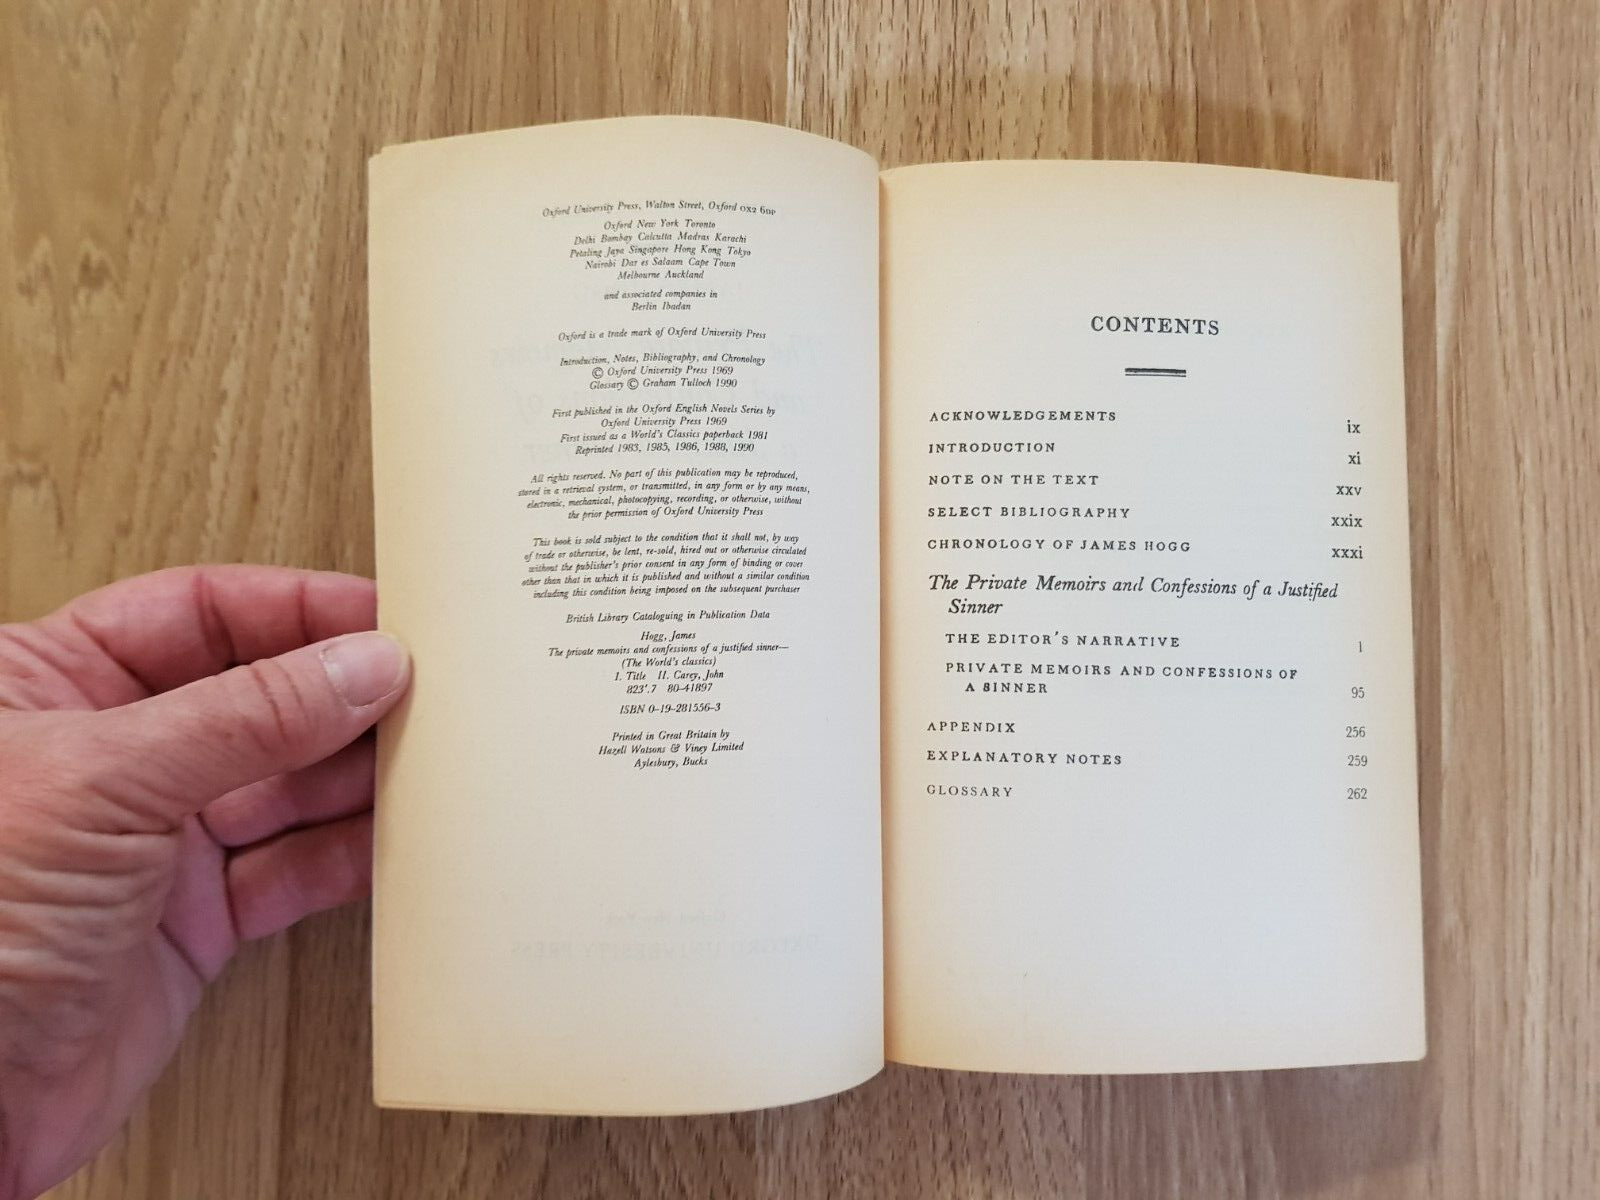 Oxford University Press, Walton Street, Oxford OX2 6DP
Oxford New York Toronto
Delhi Bombay Calcutta Madras Karachi
Petaling Jaya Singapore Hong Kong Tokyo
Nairobi Dar es Salaam Cape Town
Melbourne Auckland
and associated companies in
Berlin Ibadan
Oxford is a trade mark of Oxford University Press
Introduction, Notes, Bibliography, and Chronology
© Oxford University Press 1969
Glossary © Graham Tulloch 1990
First published in the Oxford English Novels Series by
Oxford University Press 1969
First issued as a World's Classics paperback 1981
Reprinted 1983, 1985, 1986, 1988, 1990
All rights reserved. No part of this publication may be reproduced,
stored in a retrieval system, or transmitted, in any form or by any means,
electronic, mechanical, photocopying, recording, or otherwise, without
the prior permission of Oxford University Press
This book is sold subject to the condition that it shall not, by way
of trade or otherwise, be lent, re-sold, hired out or otherwise circulated
without the publisher's prior consent in any form of binding or cover
other than that in which it is published and without a similar condition
including this condition being imposed on the subsequent purchaser
British Library Cataloguing in Publication Data
Hogg, James
The private memoirs and confessions of a justified sinner—
(The World's classics)
I. Title II. Carey, John
823'.7 80–41897
ISBN 0–19–281556–3
Printed in Great Britain by
Hazell Watsons & Viney Limited
Aylesbury, Bucks
CONTENTS
ACKNOWLEDGEMENTS ix
INTRODUCTION xi
NOTE ON THE TEXT xxv
SELECT BIBLIOGRAPHY xxix
CHRONOLOGY OF JAMES HOGG xxxi
The Private Memoirs and Confessions of a Justified
Sinner
THE EDITOR'S NARRATIVE 1
PRIVATE MEMOIRS AND CONFESSIONS OF
A SINNER 95
APPENDIX 256
EXPLANATORY NOTES 259
GLOSSARY 262